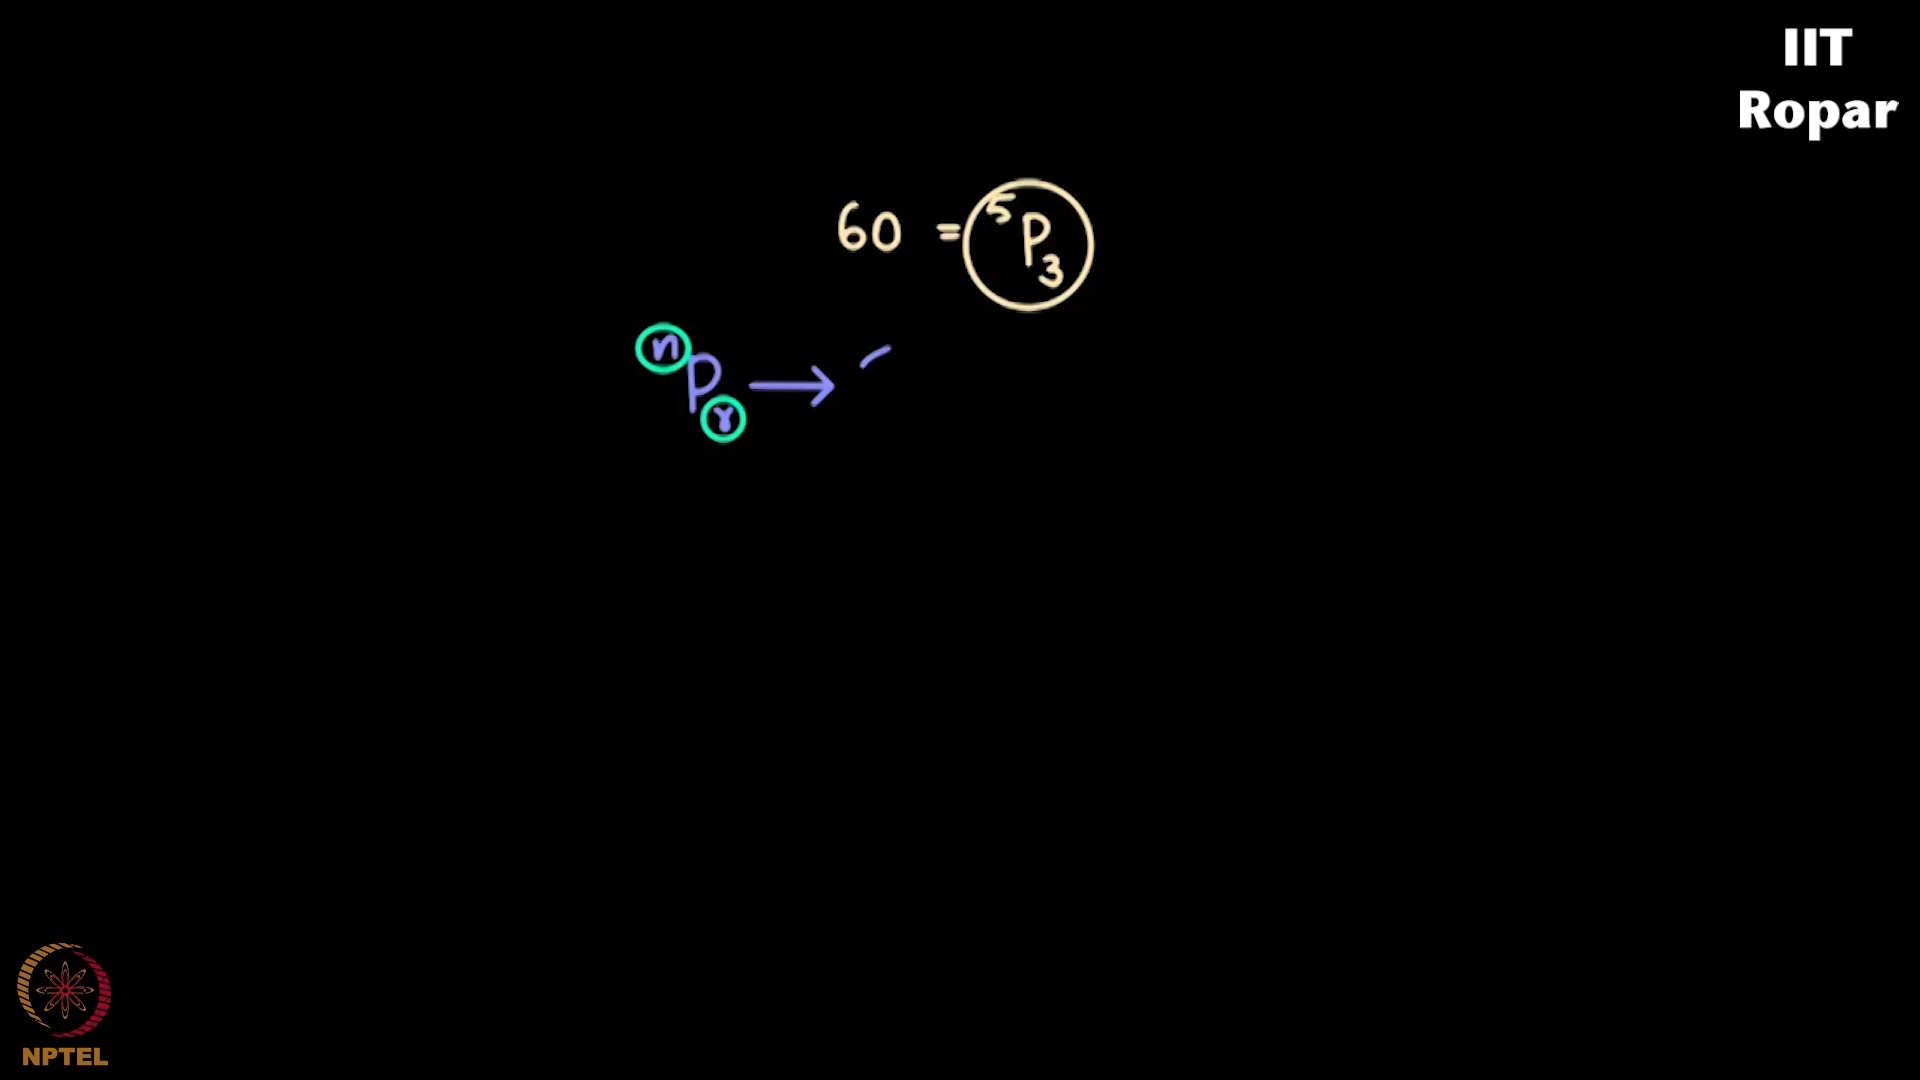 IIT
Ropar
60 = ⁵P₃
ⁿPᵣ →
NPTEL